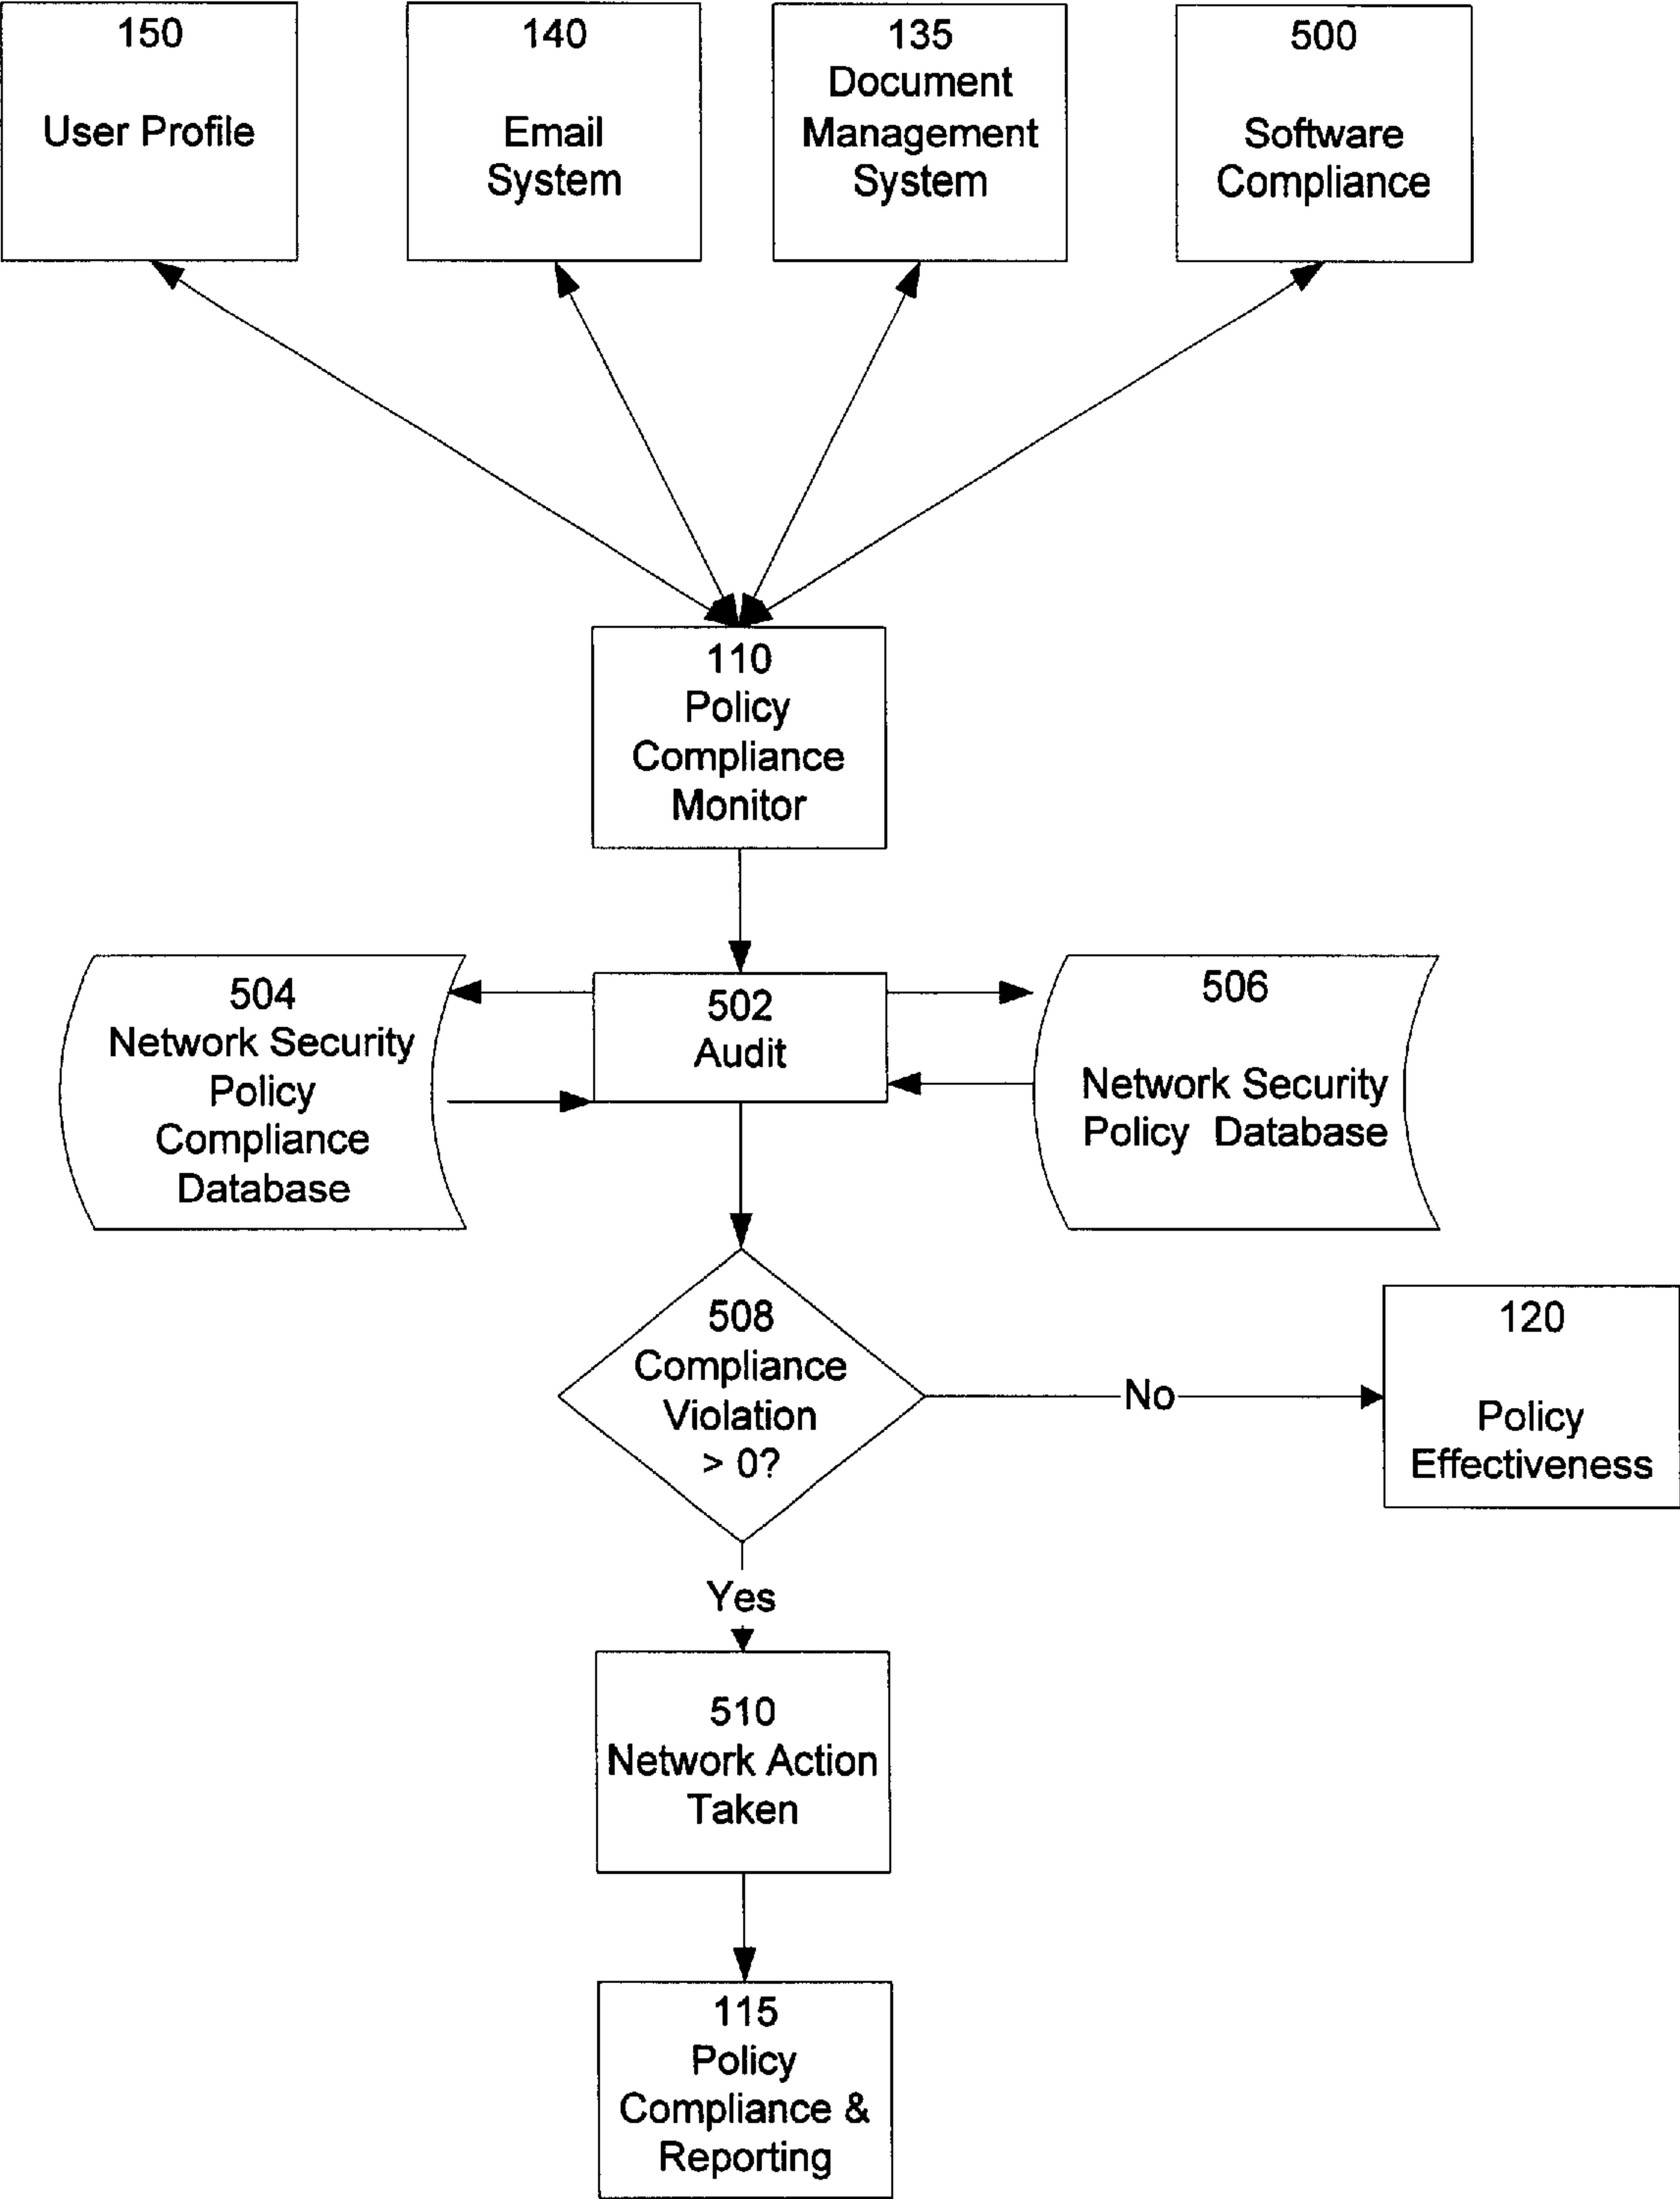 150
User Profile
140
Email
System
135
Document
Management
System
500
Software
Compliance
110
Policy
Compliance
Monitor
504
Network Security
Policy
Compliance
Database
502
Audit
506
Network Security
Policy Database
508
Compliance
Violation
> 0?
No
120
Policy
Effectiveness
Yes
510
Network Action
Taken
115
Policy
Compliance &
Reporting